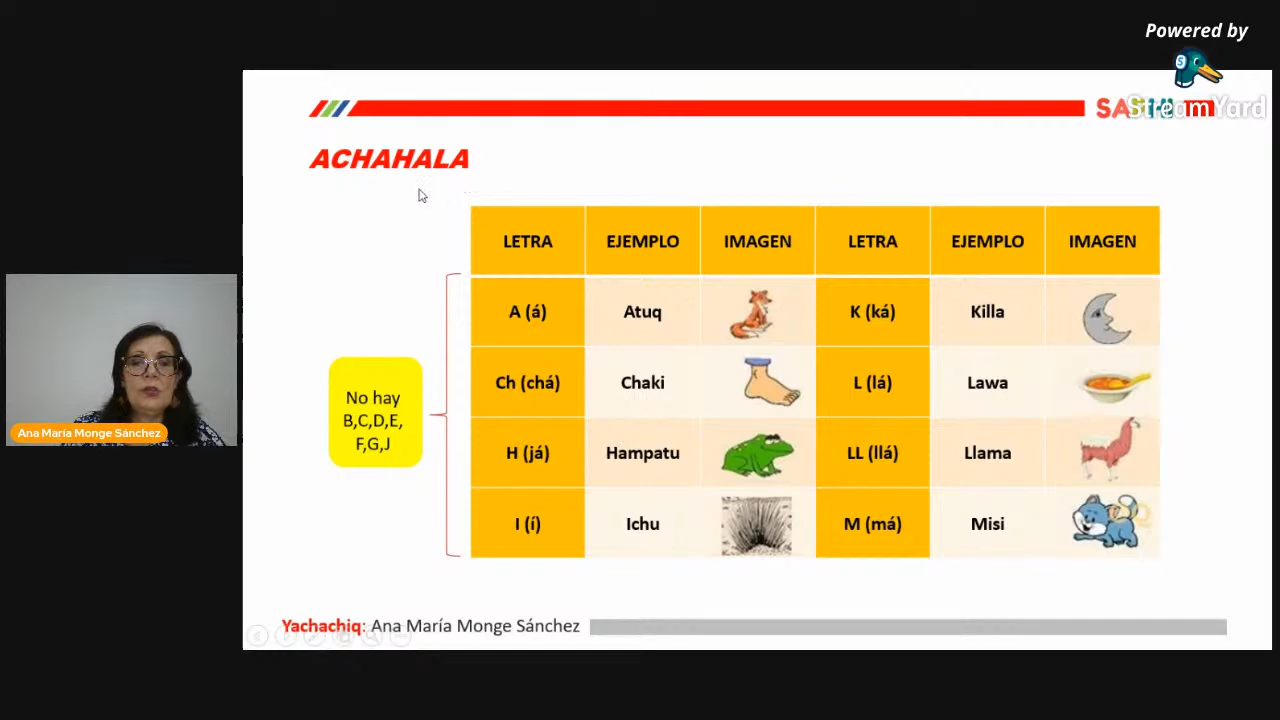 Powered by
StreamYard
ACHAHALA
LETRA EJEMPLO IMAGEN LETRA EJEMPLO IMAGEN
A (á) Atuq K (ká) Killa
Ch (chá) Chaki L (lá) Lawa
H (já) Hampatu LL (llá) Llama
I (í) Ichu M (má) Misi
No hay
B,C,D,E,
F,G,J
Ana María Monge Sánchez
Yachachiq: Ana María Monge Sánchez